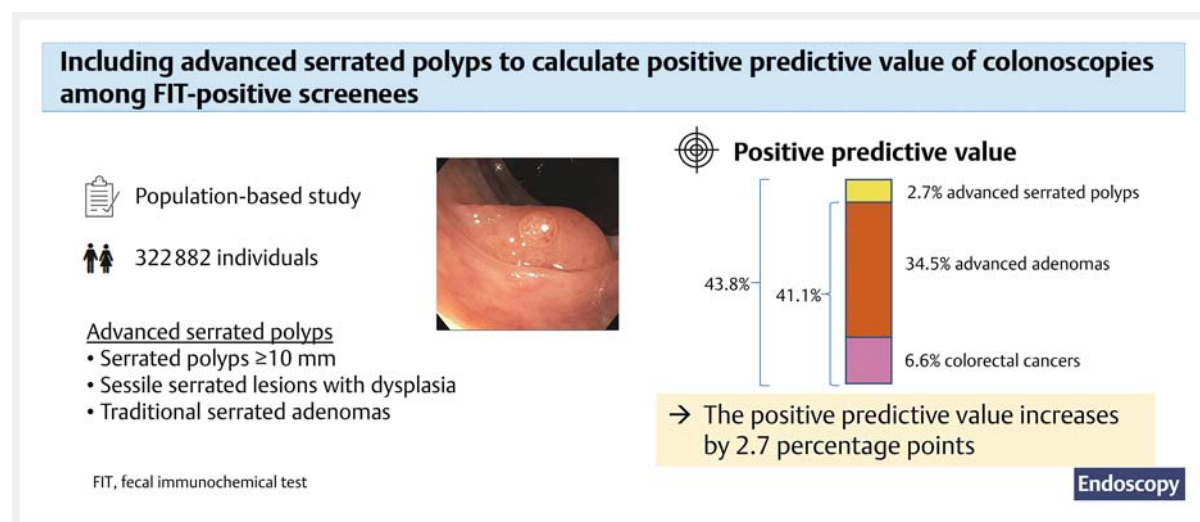 Including advanced serrated polyps to calculate positive predictive value of colonoscopies
among FIT-positive screenees
Population-based study
322 882 individuals
Advanced serrated polyps
• Serrated polyps ≥10 mm
• Sessile serrated lesions with dysplasia
• Traditional serrated adenomas
FIT, fecal immunochemical test
Positive predictive value
2.7% advanced serrated polyps
34.5% advanced adenomas
43.8%
41.1%
6.6% colorectal cancers
→ The positive predictive value increases
by 2.7 percentage points
Endoscopy